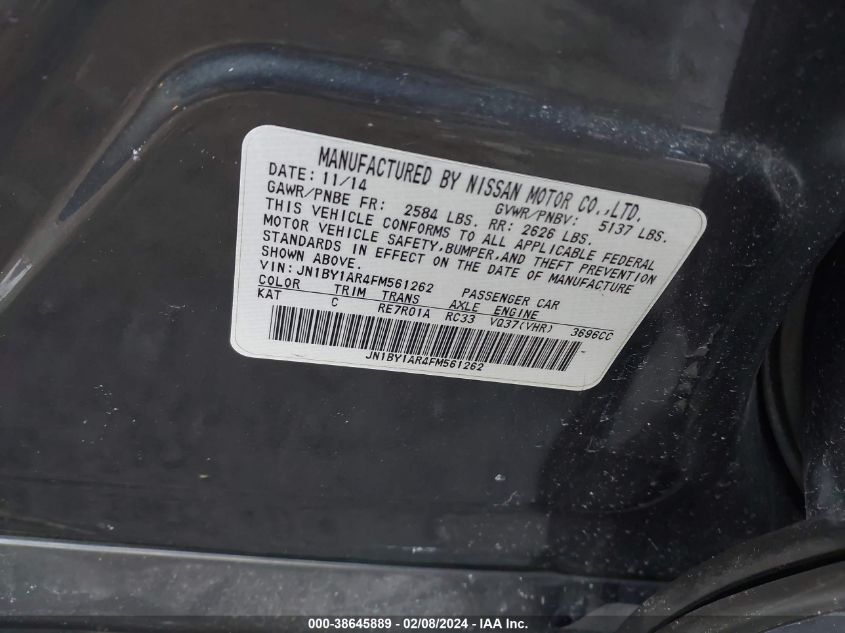 MANUFACTURED BY NISSAN MOTOR CO.,LTD.
DATE: 11/14 GVWR/PNBV: 5137 LBS.
GAWR/PNBE FR: 2584 LBS. RR: 2626 LBS.
THIS VEHICLE CONFORMS TO ALL APPLICABLE FEDERAL
MOTOR VEHICLE SAFETY,BUMPER,AND THEFT PREVENTION
STANDARDS IN EFFECT ON THE DATE OF MANUFACTURE
SHOWN ABOVE.
VIN: JN1BY1AR4FM561262 PASSENGER CAR
COLOR TRIM TRANS AXLE ENGINE
KAT C RE7R01A RC33 VQ37(VHR) 3696CC
JN1BY1AR4FM561262
000-38645889 - 02/08/2024 - IAA Inc.